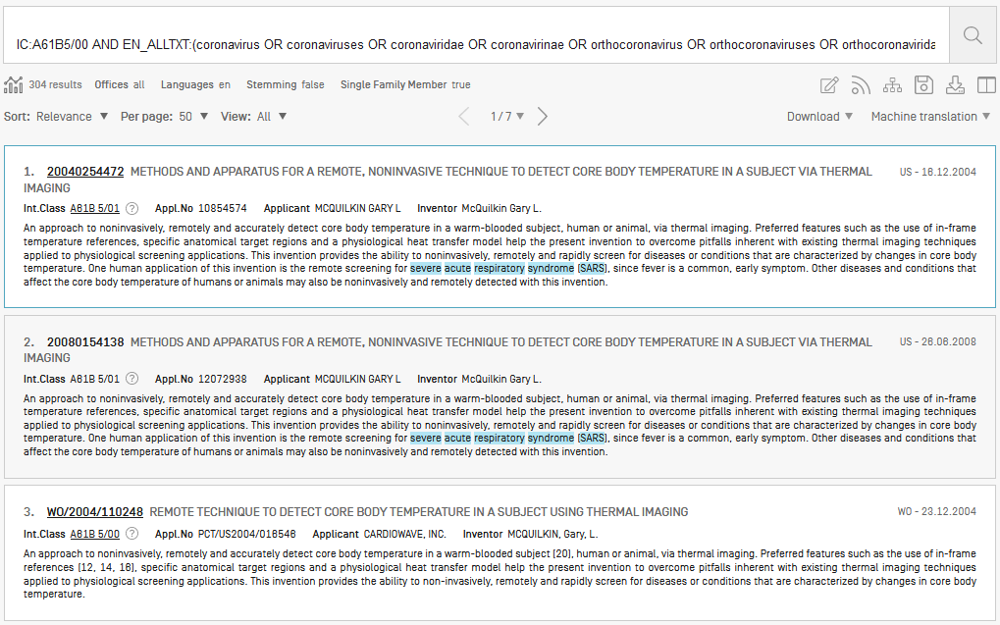 IC:A61B5/00 AND EN_ALLTXT:(coronavirus OR coronaviruses OR coronaviridae OR coronavirinae OR orthocoronavirus OR orthocoronaviruses OR orthocoronavirida
304 results Offices all Languages en Stemming false Single Family Member true
Sort: Relevance ▼ Per page: 50 ▼ View: All ▼ 1 / 7 ▼ Download ▼ Machine translation ▼
1. 20040254472 METHODS AND APPARATUS FOR A REMOTE, NONINVASIVE TECHNIQUE TO DETECT CORE BODY TEMPERATURE IN A SUBJECT VIA THERMAL US - 16.12.2004
IMAGING
Int.Class A61B 5/01 ? Appl.No 10854574 Applicant MCQUILKIN GARY L Inventor McQuilkin Gary L.
An approach to noninvasively, remotely and accurately detect core body temperature in a warm-blooded subject, human or animal, via thermal imaging. Preferred features such as the use of in-frame
temperature references, specific anatomical target regions and a physiological heat transfer model help the present invention to overcome pitfalls inherent with existing thermal imaging techniques
applied to physiological screening applications. This invention provides the ability to noninvasively, remotely and rapidly screen for diseases or conditions that are characterized by changes in core body
temperature. One human application of this invention is the remote screening for severe acute respiratory syndrome (SARS), since fever is a common, early symptom. Other diseases and conditions that
affect the core body temperature of humans or animals may also be noninvasively and remotely detected with this invention.
2. 20080154138 METHODS AND APPARATUS FOR A REMOTE, NONINVASIVE TECHNIQUE TO DETECT CORE BODY TEMPERATURE IN A SUBJECT VIA THERMAL US - 26.06.2008
IMAGING
Int.Class A61B 5/01 ? Appl.No 12072938 Applicant MCQUILKIN GARY L Inventor McQuilkin Gary L.
An approach to noninvasively, remotely and accurately detect core body temperature in a warm-blooded subject, human or animal, via thermal imaging. Preferred features such as the use of in-frame
temperature references, specific anatomical target regions and a physiological heat transfer model help the present invention to overcome pitfalls inherent with existing thermal imaging techniques
applied to physiological screening applications. This invention provides the ability to noninvasively, remotely and rapidly screen for diseases or conditions that are characterized by changes in core body
temperature. One human application of this invention is the remote screening for severe acute respiratory syndrome (SARS), since fever is a common, early symptom. Other diseases and conditions that
affect the core body temperature of humans or animals may also be noninvasively and remotely detected with this invention.
3. WO/2004/110248 REMOTE TECHNIQUE TO DETECT CORE BODY TEMPERATURE IN A SUBJECT USING THERMAL IMAGING WO - 23.12.2004
Int.Class A61B 5/00 ? Appl.No PCT/US2004/016546 Applicant CARDIOWAVE, INC. Inventor MCQUILKIN, Gary, L.
An approach to noninvasively, remotely and accurately detect core body temperature in a warm-blooded subject [20], human or animal, via thermal imaging. Preferred features such as the use of in-frame
references [12, 14, 16], specific anatomical target regions and a physiological heat transfer model help the present invention to overcome pitfalls inherent with existing thermal imaging techniques
applied to physiological screening applications. This invention provides the ability to non-invasively, remotely and rapidly screen for diseases or conditions that are characterized by changes in core body
temperature.